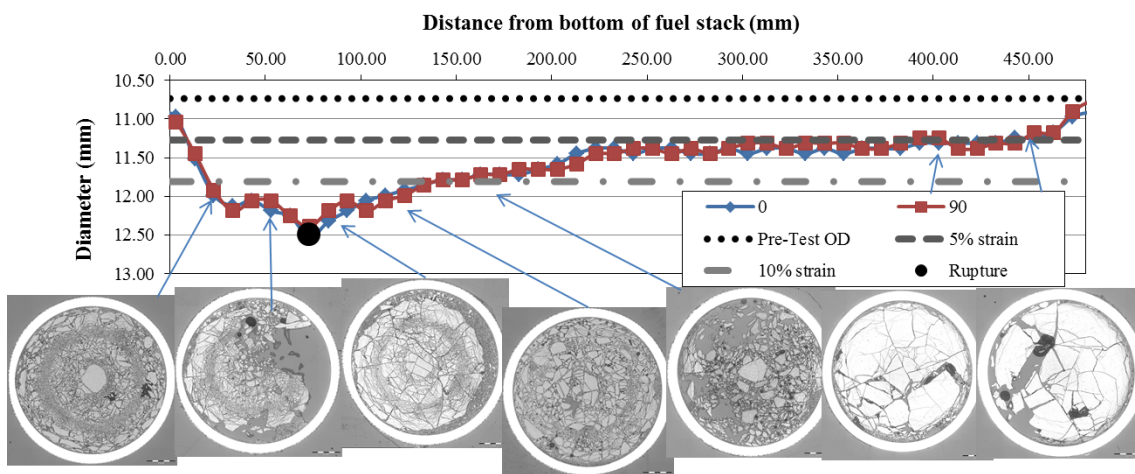 Distance from bottom of fuel stack (mm)
0.00 50.00 100.00 150.00 200.00 250.00 300.00 350.00 400.00 450.00
Diameter (mm)
10.50
11.00
11.50
12.00
12.50
13.00
0 90
Pre-Test OD 5% strain
10% strain Rupture